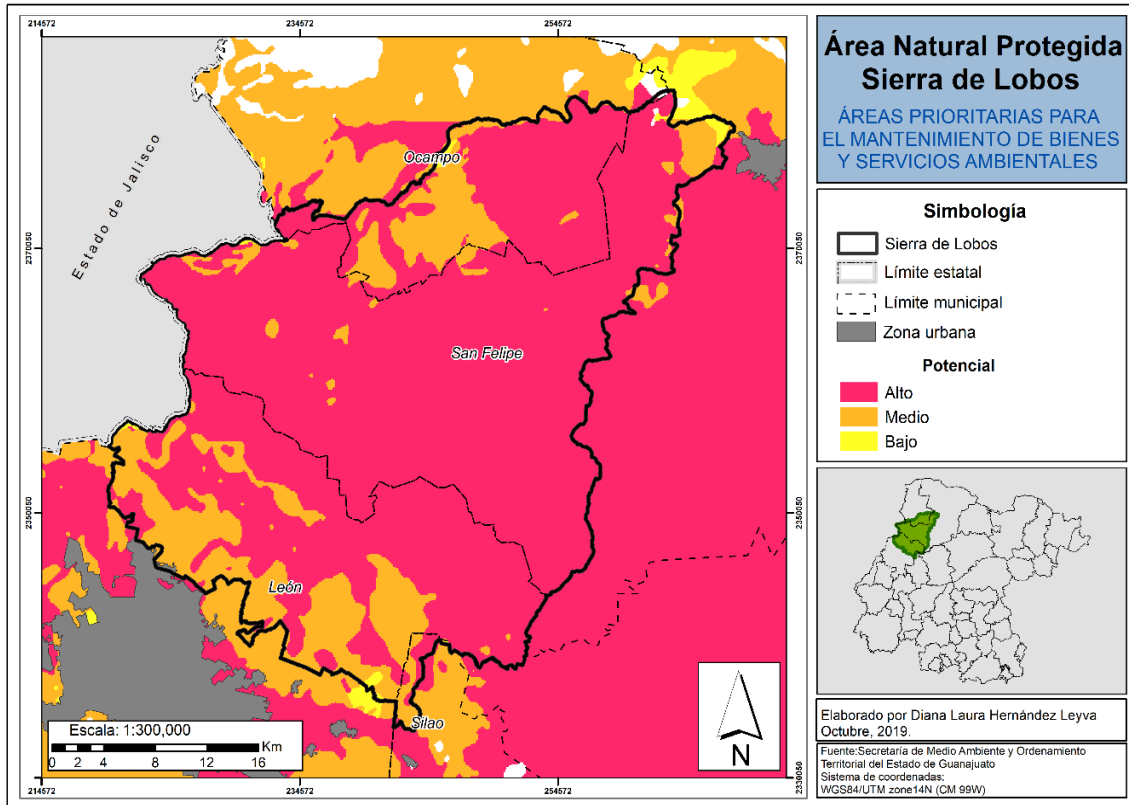 214572
234572
254572
2370050
2350050
2370050
2350050
2330050
214572
234572
254572
Estado de Jalisco
Ocampo
San Felipe
León
Silao
Escala: 1:300,000
0 2 4 8 12 16
Km
N
Área Natural Protegida
Sierra de Lobos
ÁREAS PRIORITARIAS PARA
EL MANTENIMIENTO DE BIENES
Y SERVICIOS AMBIENTALES
Simbología
Sierra de Lobos
Límite estatal
Límite municipal
Zona urbana
Potencial
Alto
Medio
Bajo
Elaborado por Diana Laura Hernández Leyva
Octubre, 2019.
Fuente:Secretaría de Medio Ambiente y Ordenamiento
Territorial del Estado de Guanajuato
Sistema de coordenadas:
WGS84/UTM zone14N (CM 99W)